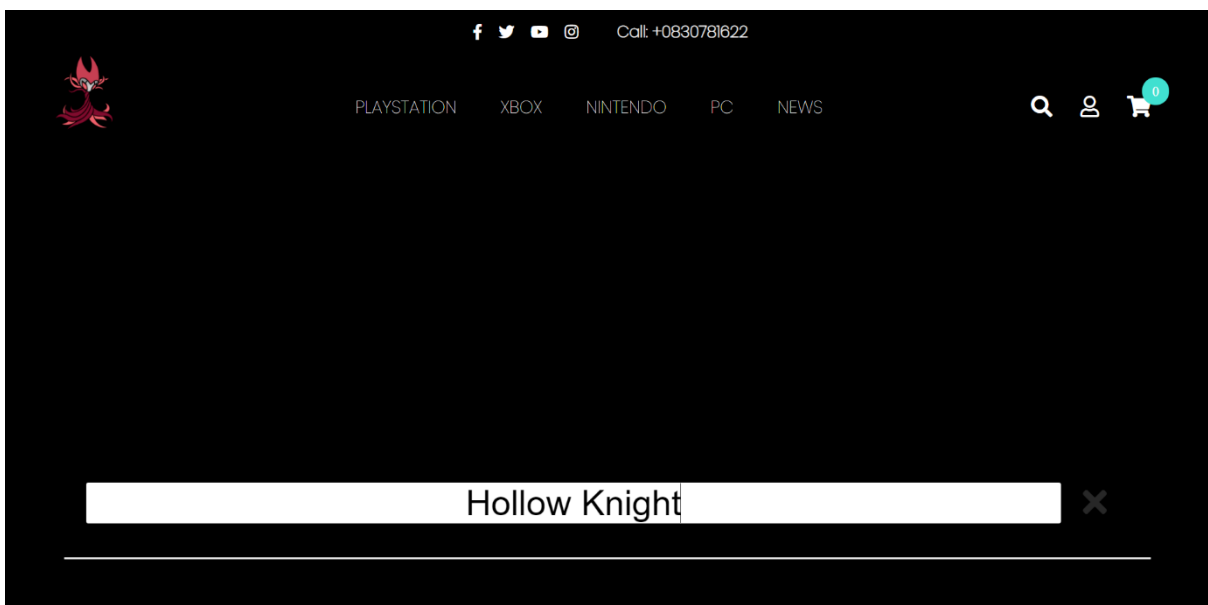 Call: +0830781622
PLAYSTATION XBOX NINTENDO PC NEWS
0
Hollow Knight